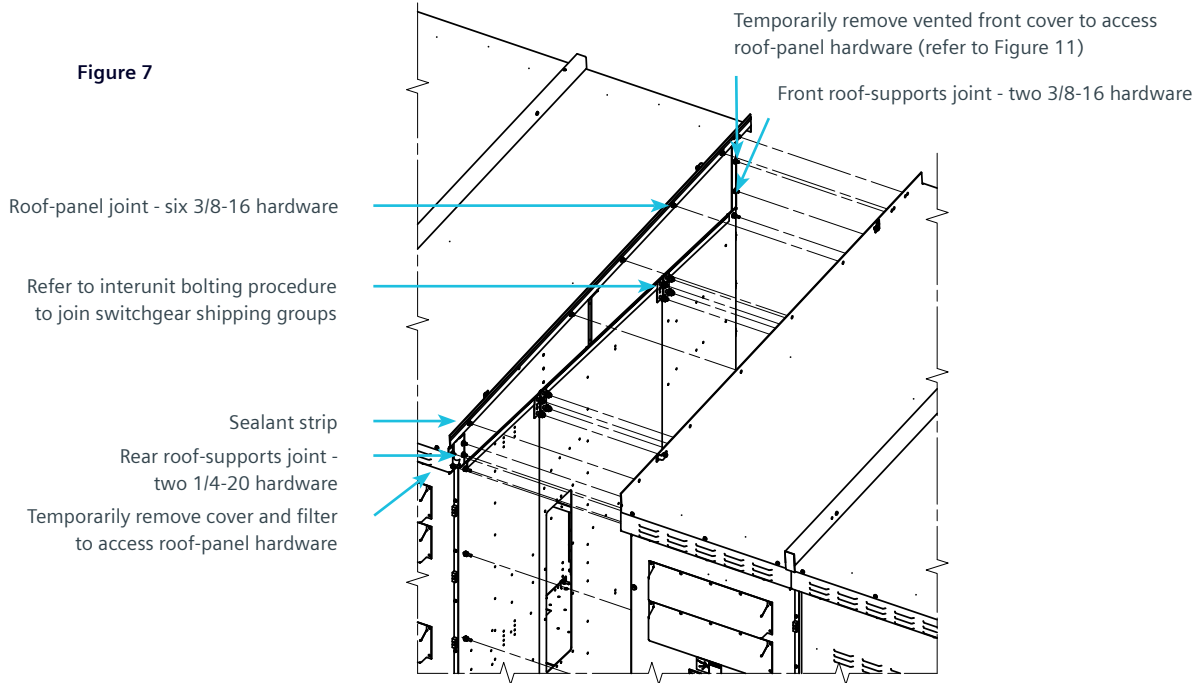 Figure 7
Temporarily remove vented front cover to access
roof-panel hardware (refer to Figure 11)
Front roof-supports joint - two 3/8-16 hardware
Roof-panel joint - six 3/8-16 hardware
Refer to interunit bolting procedure
to join switchgear shipping groups
Sealant strip
Rear roof-supports joint -
two 1/4-20 hardware
Temporarily remove cover and filter
to access roof-panel hardware